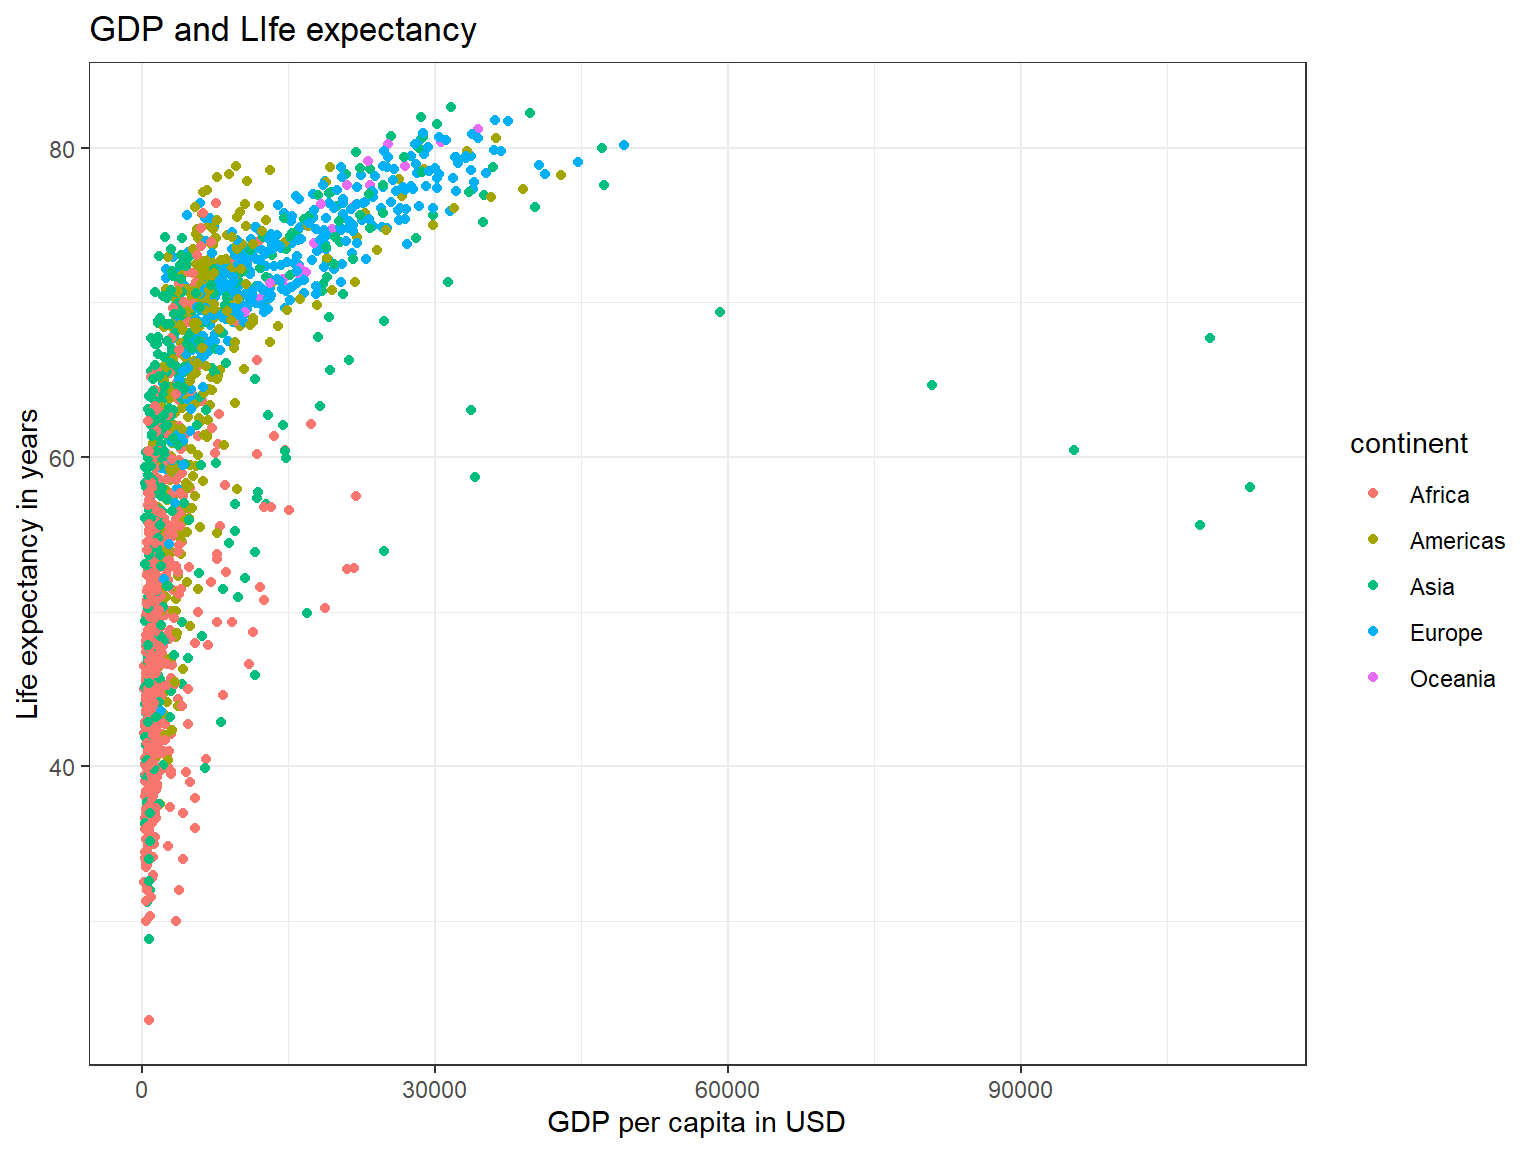 GDP and LIfe expectancy
80
60
40
Life expectancy in years
0 30000 60000 90000
GDP per capita in USD
continent
Africa
Americas
Asia
Europe
Oceania